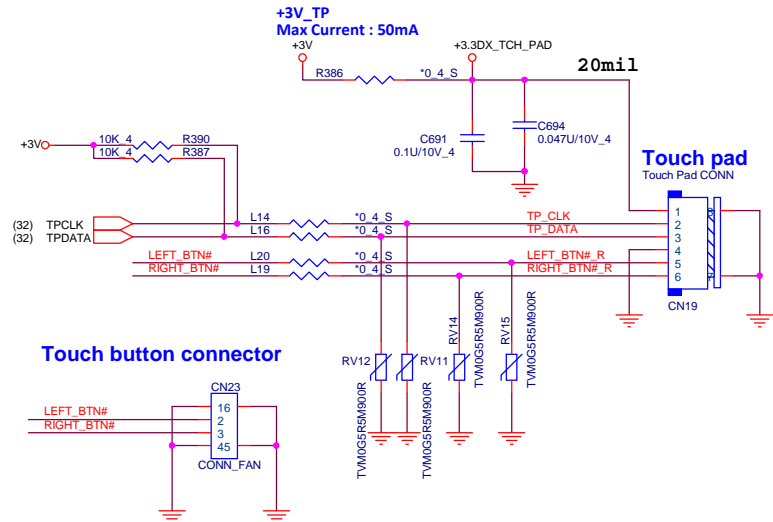 +3V_TP
Max Current : 50mA
+3V
+3.3DX_TCH_PAD
R386
*0_4_S
20mil
C691
0.1U/10V_4
C694
0.047U/10V_4
+3V
10K_4
R390
10K_4
R387
Touch pad
Touch Pad CONN
(32) TPCLK
L14
*0_4_S
TP_CLK
(32) TPDATA
L16
*0_4_S
TP_DATA
LEFT_BTN#
L20
*0_4_S
LEFT_BTN#_R
RIGHT_BTN#
L19
*0_4_S
RIGHT_BTN#_R
1
2
3
4
5
6
CN19
RV12
TVM0G5R5M900R
RV11
TVM0G5R5M900R
RV14
TVM0G5R5M900R
RV15
TVM0G5R5M900R
Touch button connector
CN23
LEFT_BTN#
RIGHT_BTN#
16
2
3
45
CONN_FAN